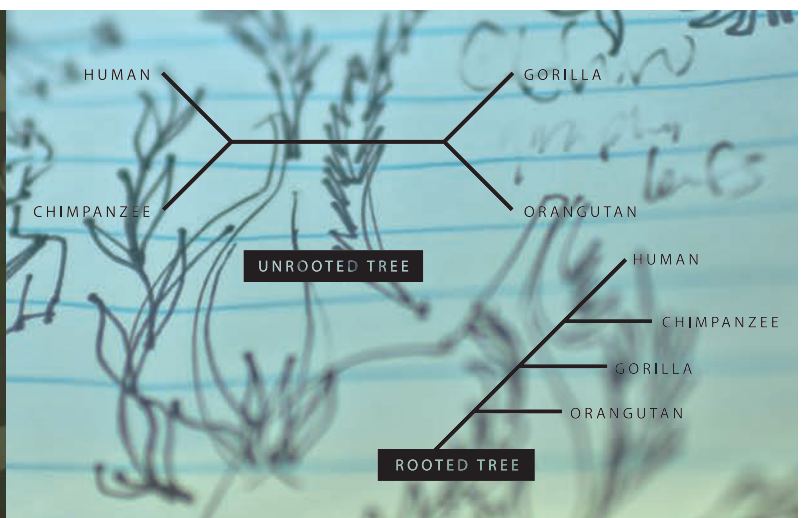 HUMAN
GORILLA
CHIMPANZEE
ORANGUTAN
UNROOTED TREE
HUMAN
CHIMPANZEE
GORILLA
ORANGUTAN
ROOTED TREE